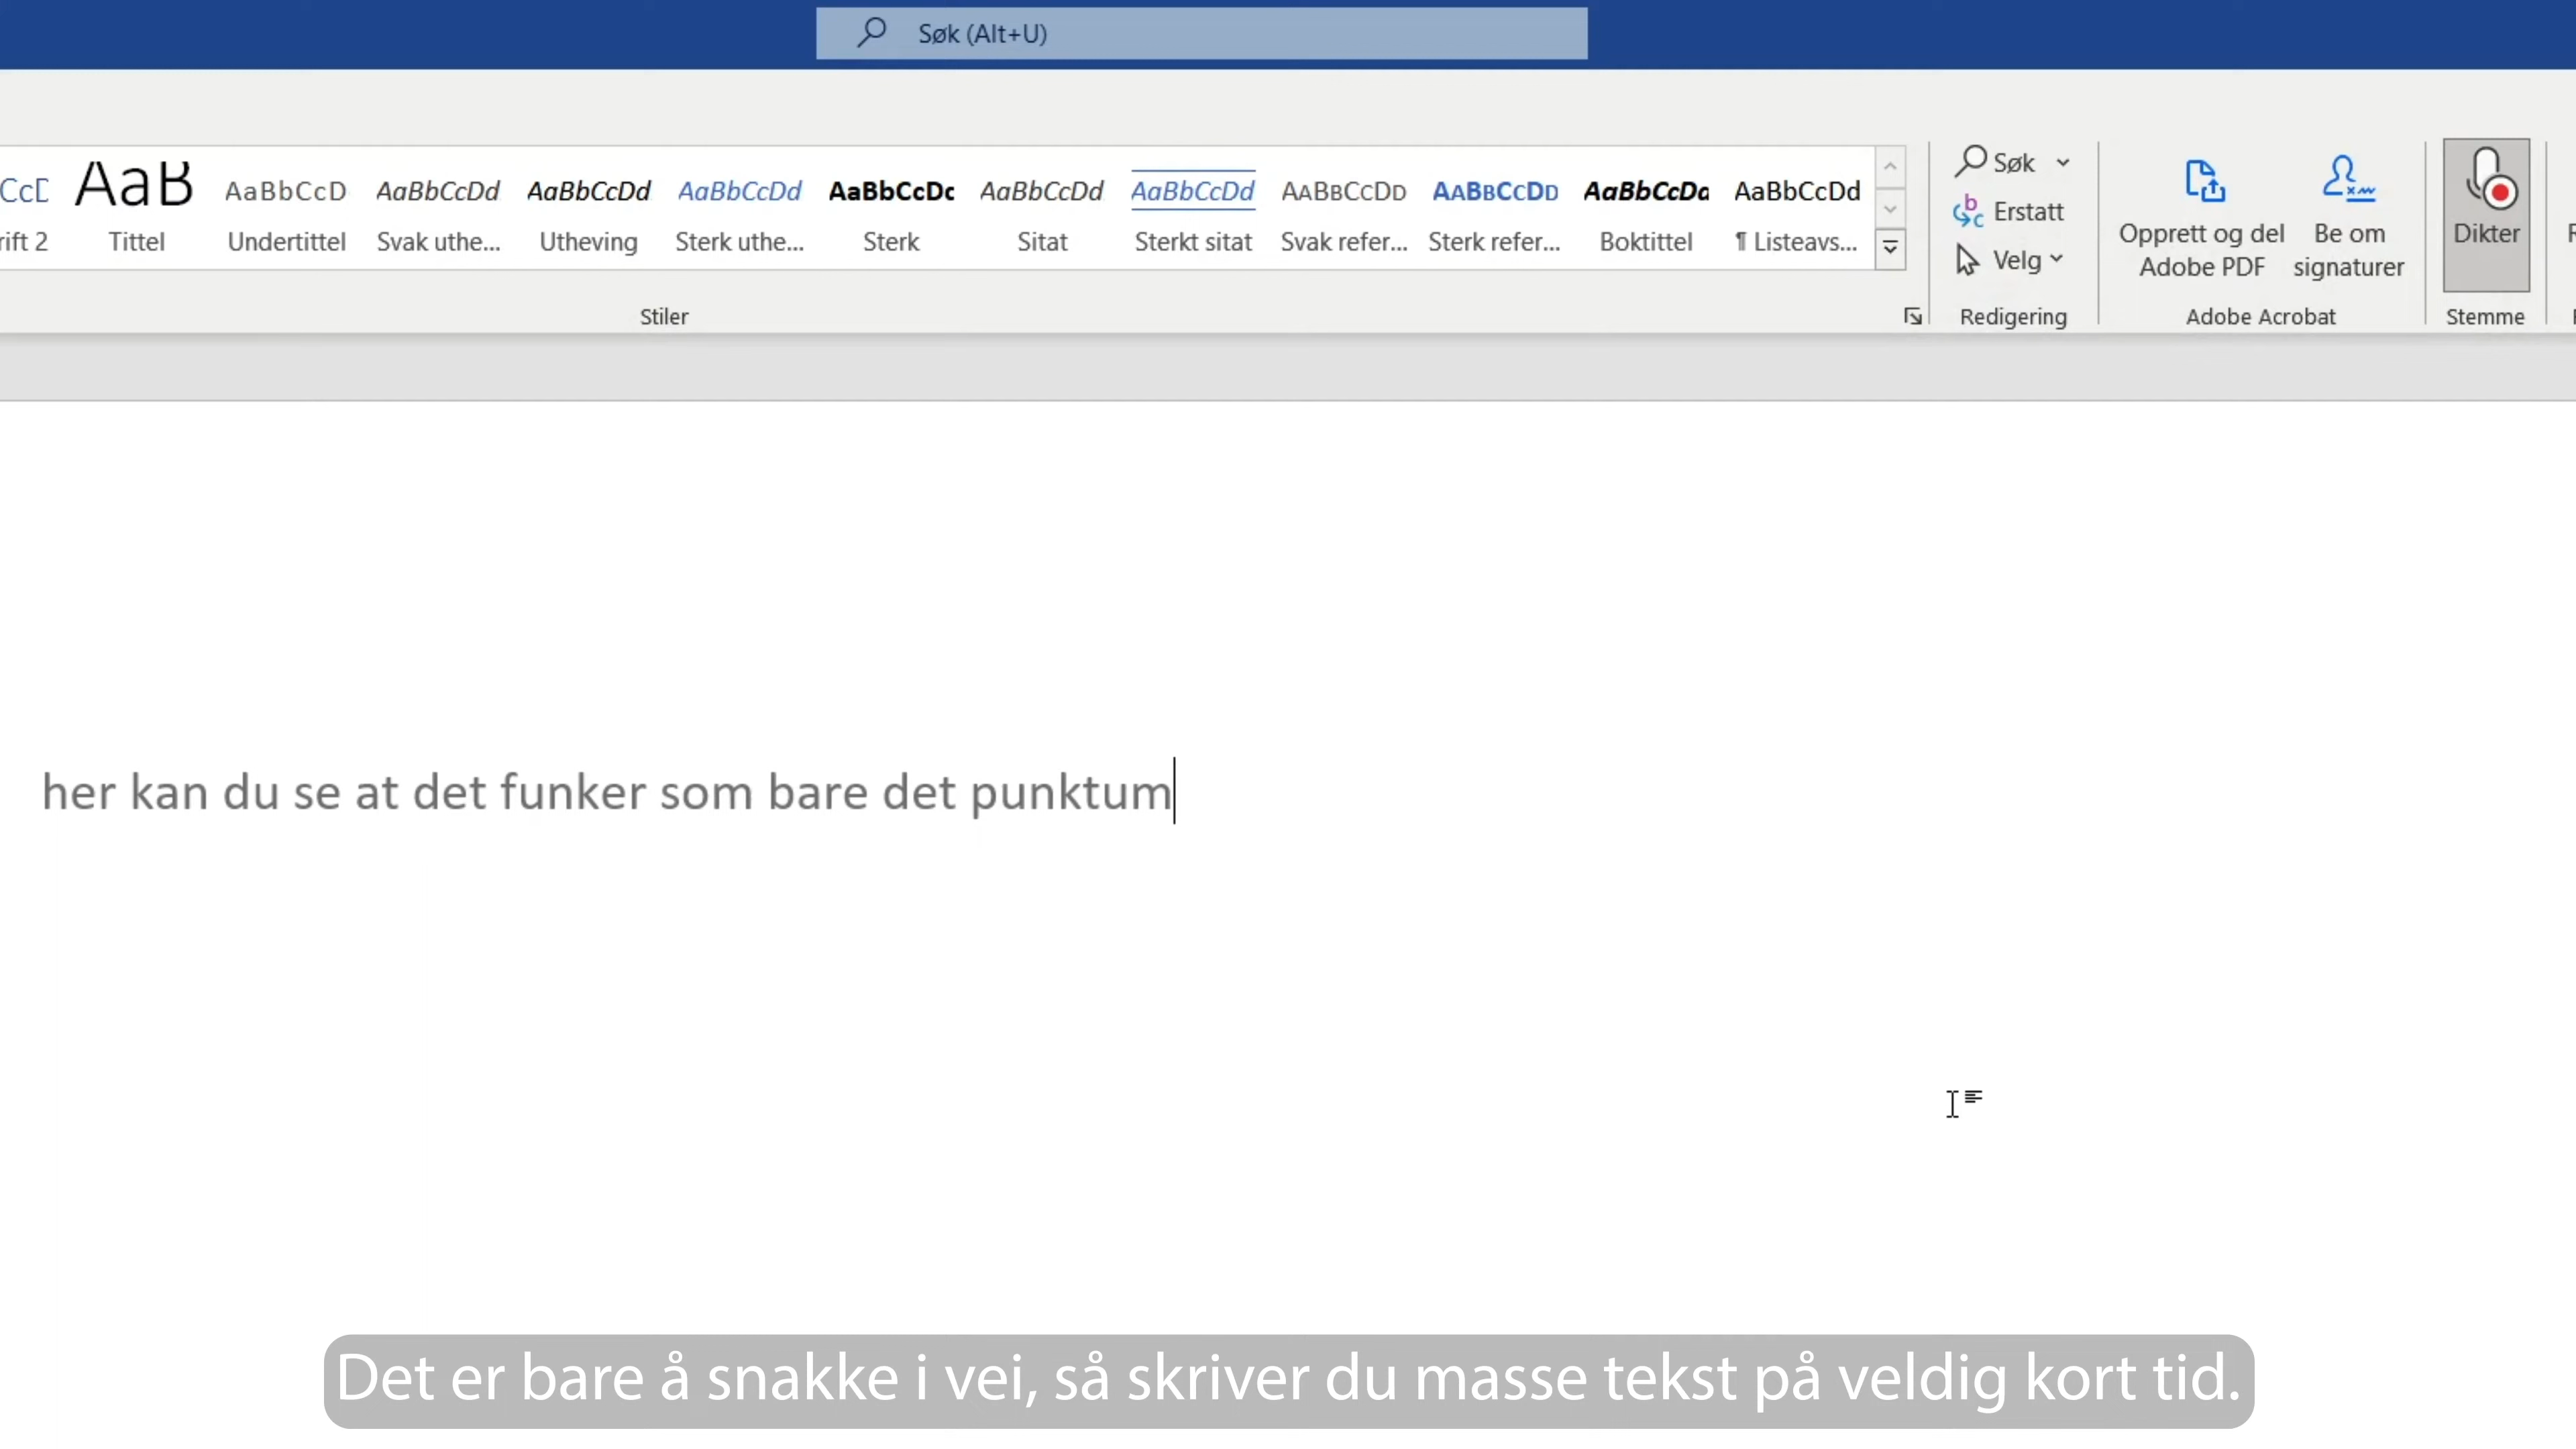 Søk (Alt+U)
CcD AaB AaBbCcD AaBbCcDd AaBbCcDd AaBbCcDd AaBbCcDc AaBbCcDd AaBbCcDd AaBbCcDd AaBbCcDd AaBbCcDd AaBbCcDd
rift 2 Tittel Undertittel Svak uthe... Utheving Sterk uthe... Sterk Sitat Sterkt sitat Svak refer... Sterk refer... Boktittel ¶ Listeavs...
Stiler
Søk
Erstatt
Velg
Redigering
Opprett og del
Adobe PDF
Be om
signaturer
Adobe Acrobat
Dikter
Stemme
her kan du se at det funker som bare det punktum
Det er bare å snakke i vei, så skriver du masse tekst på veldig kort tid.